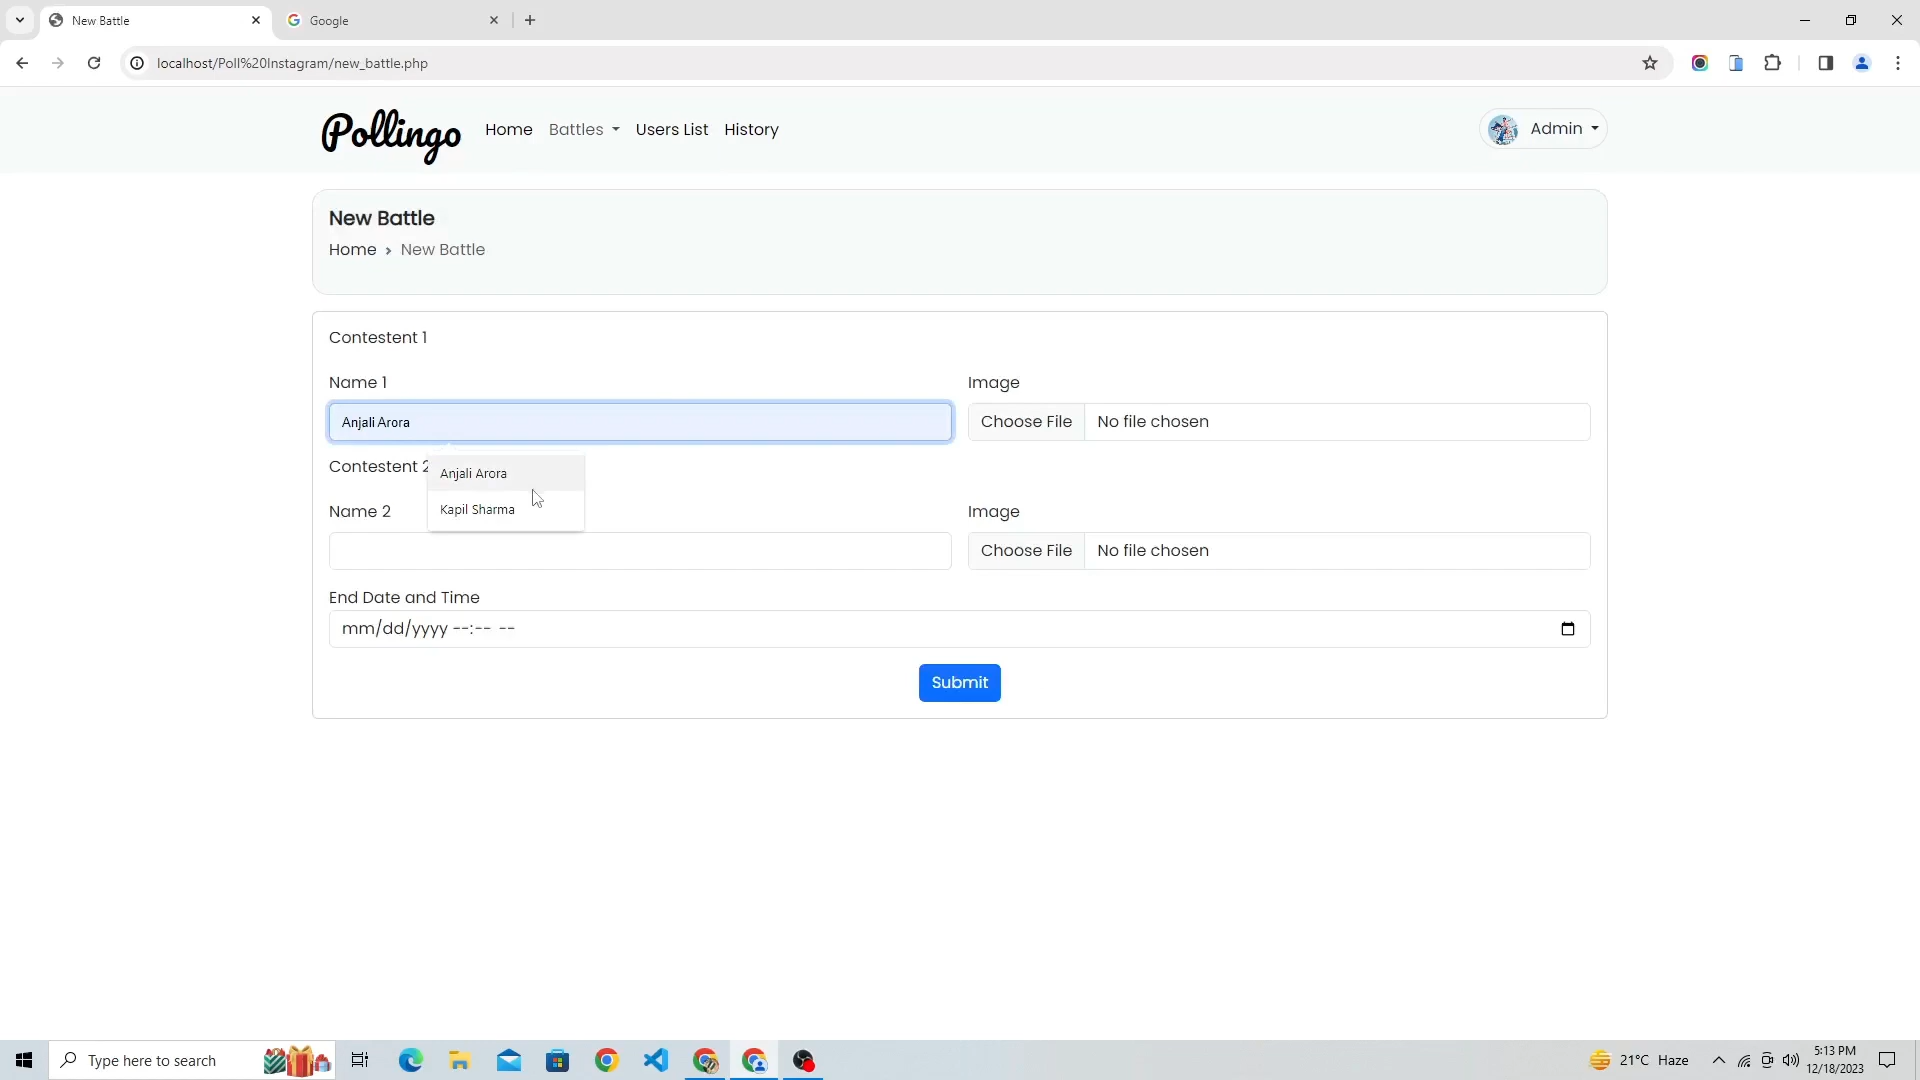 New Battle
Google
localhost/Poll%20Instagram/new_battle.php
Pollingo Home Battles Users List History Admin
New Battle
Home › New Battle
Contestent 1
Name 1 Image
Anjali Arora Choose File No file chosen
Contestent 2
Anjali Arora
Kapil Sharma
Name 2 Image
Choose File No file chosen
End Date and Time
mm/dd/yyyy --:-- --
Submit
Type here to search
21°C Haze
5:13 PM
12/18/2023